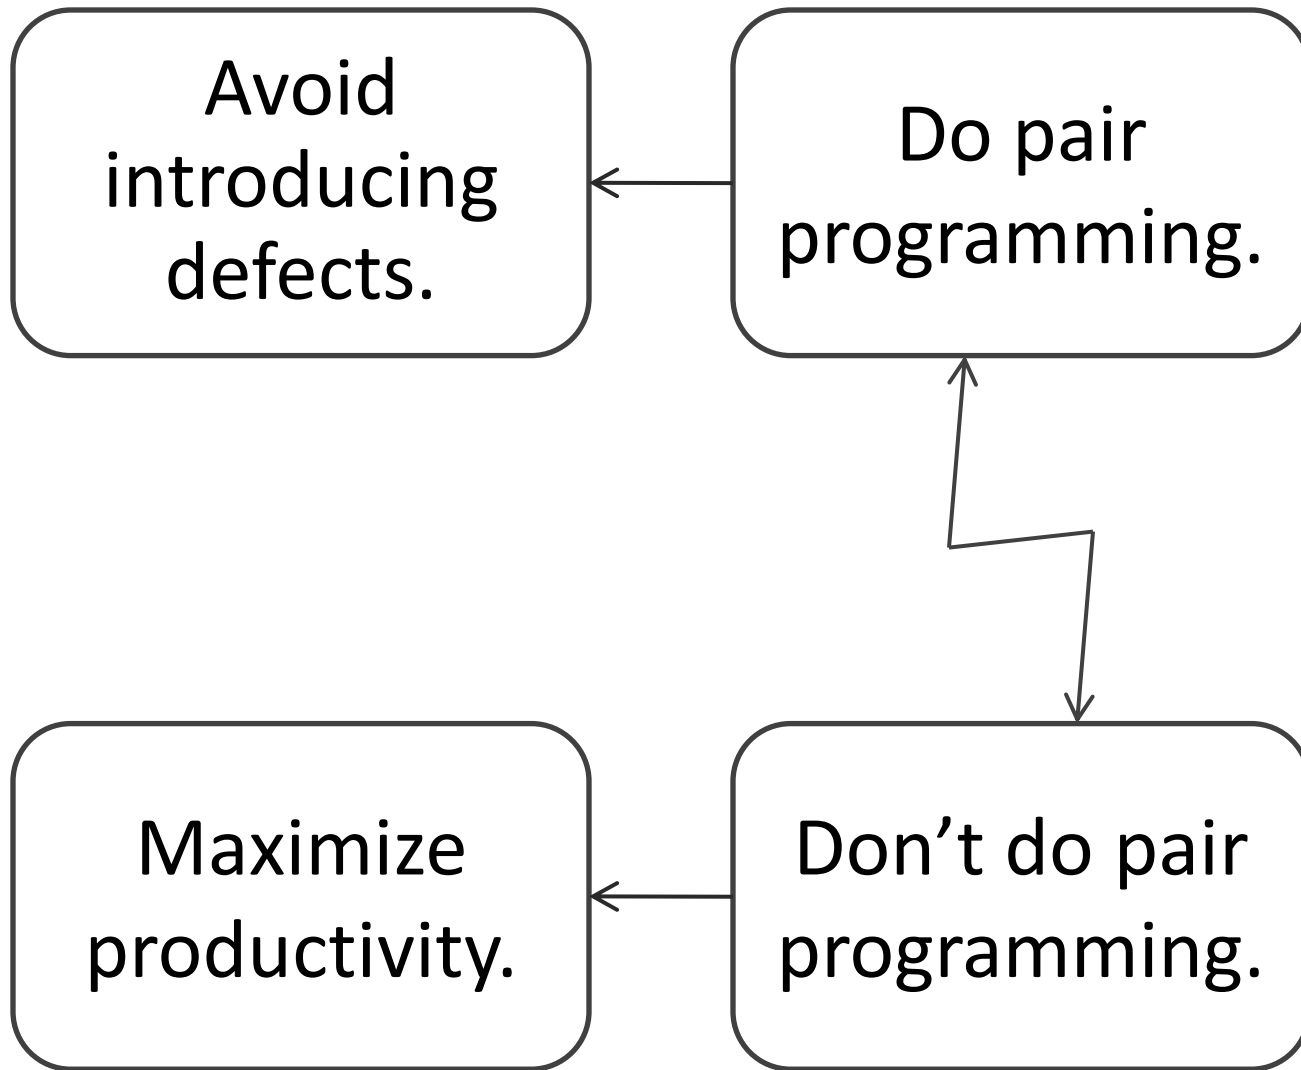 Avoid
introducing
defects.
Do pair
programming.
Maximize
productivity.
Don’t do pair
programming.